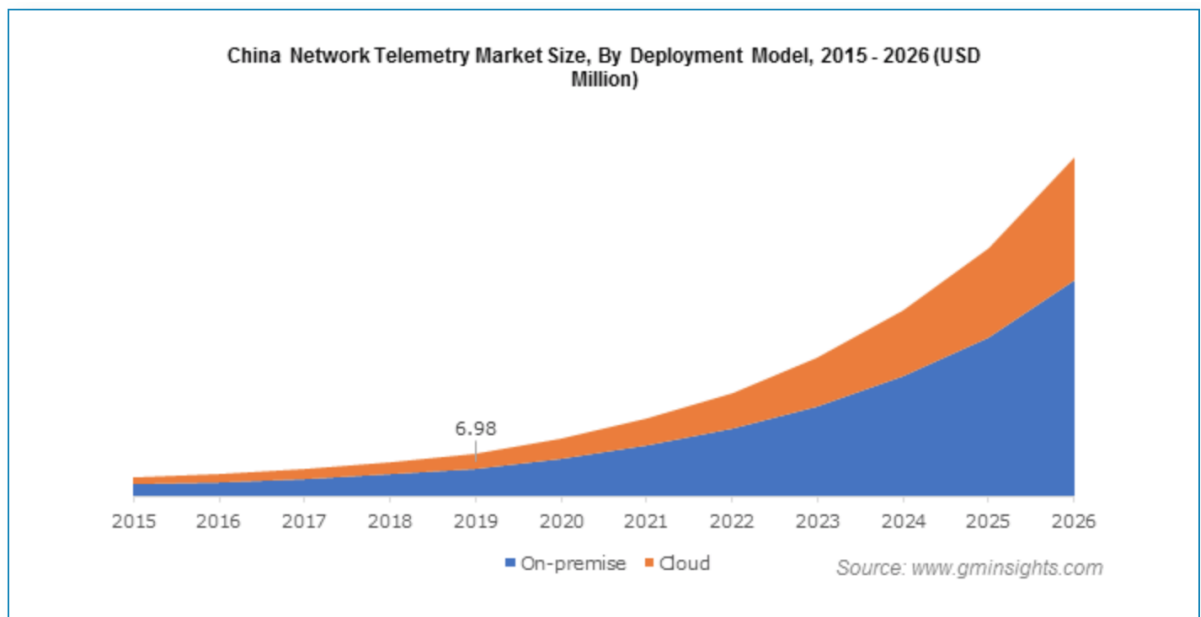 China Network Telemetry Market Size, By Deployment Model, 2015 - 2026 (USD
Million)
6.98
2015 2016 2017 2018 2019 2020 2021 2022 2023 2024 2025 2026
On-premise Cloud
Source: www.gminsights.com